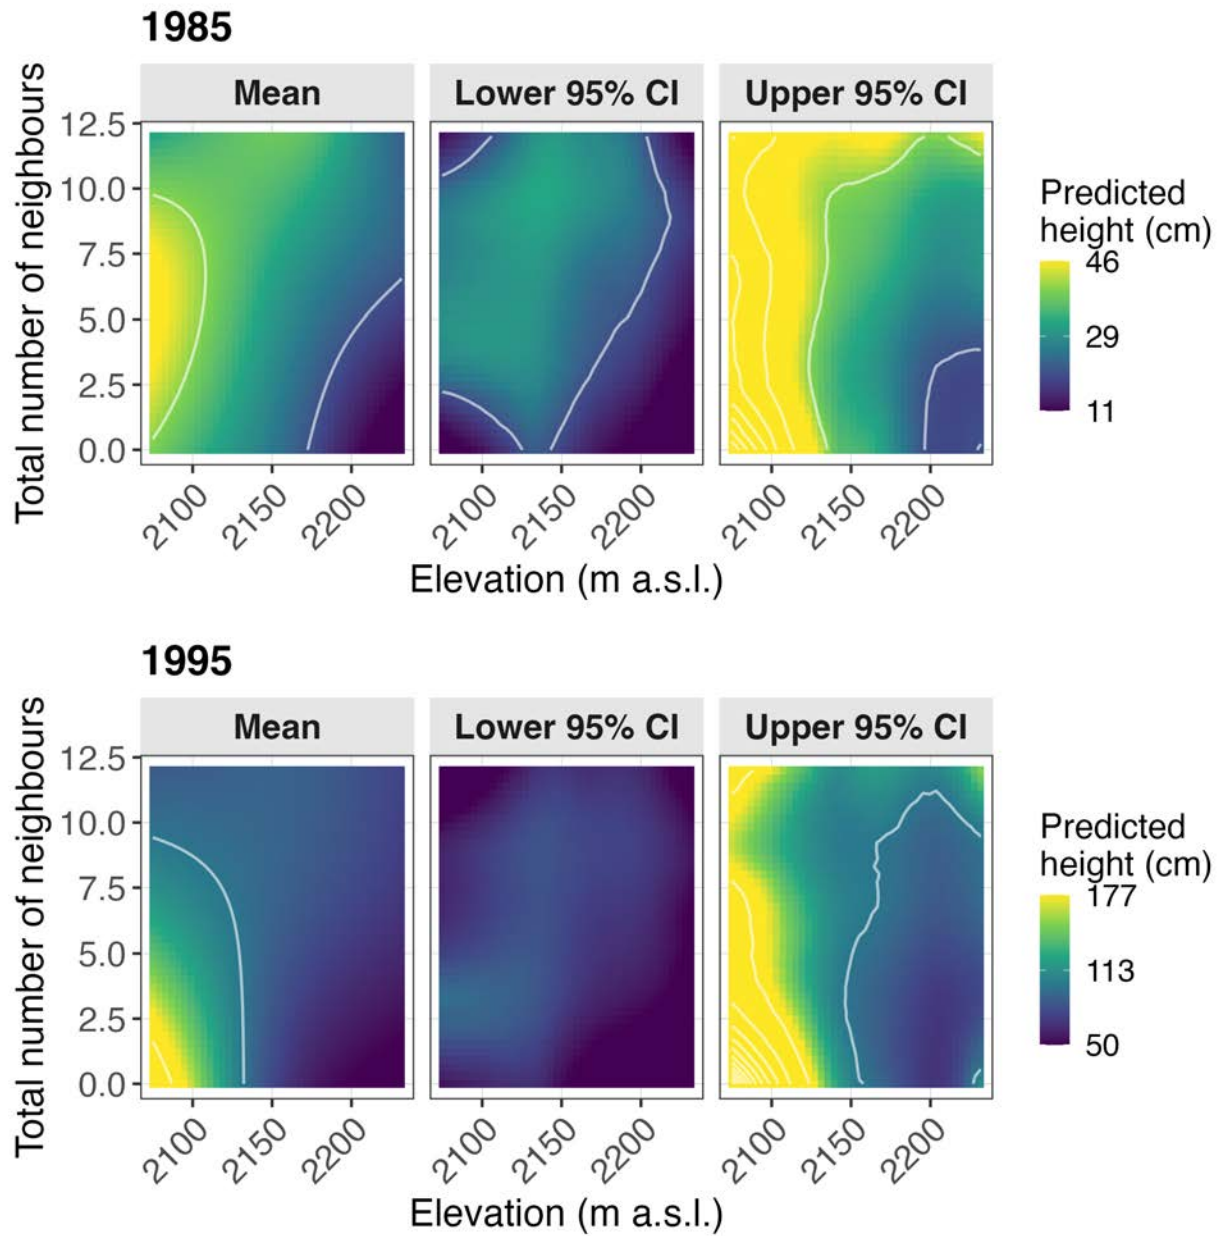 1985
Mean
Lower 95% CI
Upper 95% CI
Total number of neighbours
12.5
10.0
7.5
5.0
2.5
0.0
2100
2150
2200
2100
2150
2200
2100
2150
2200
Elevation (m a.s.l.)
Predicted
height (cm)
46
29
11
1995
Mean
Lower 95% CI
Upper 95% CI
Total number of neighbours
12.5
10.0
7.5
5.0
2.5
0.0
2100
2150
2200
2100
2150
2200
2100
2150
2200
Elevation (m a.s.l.)
Predicted
height (cm)
177
113
50